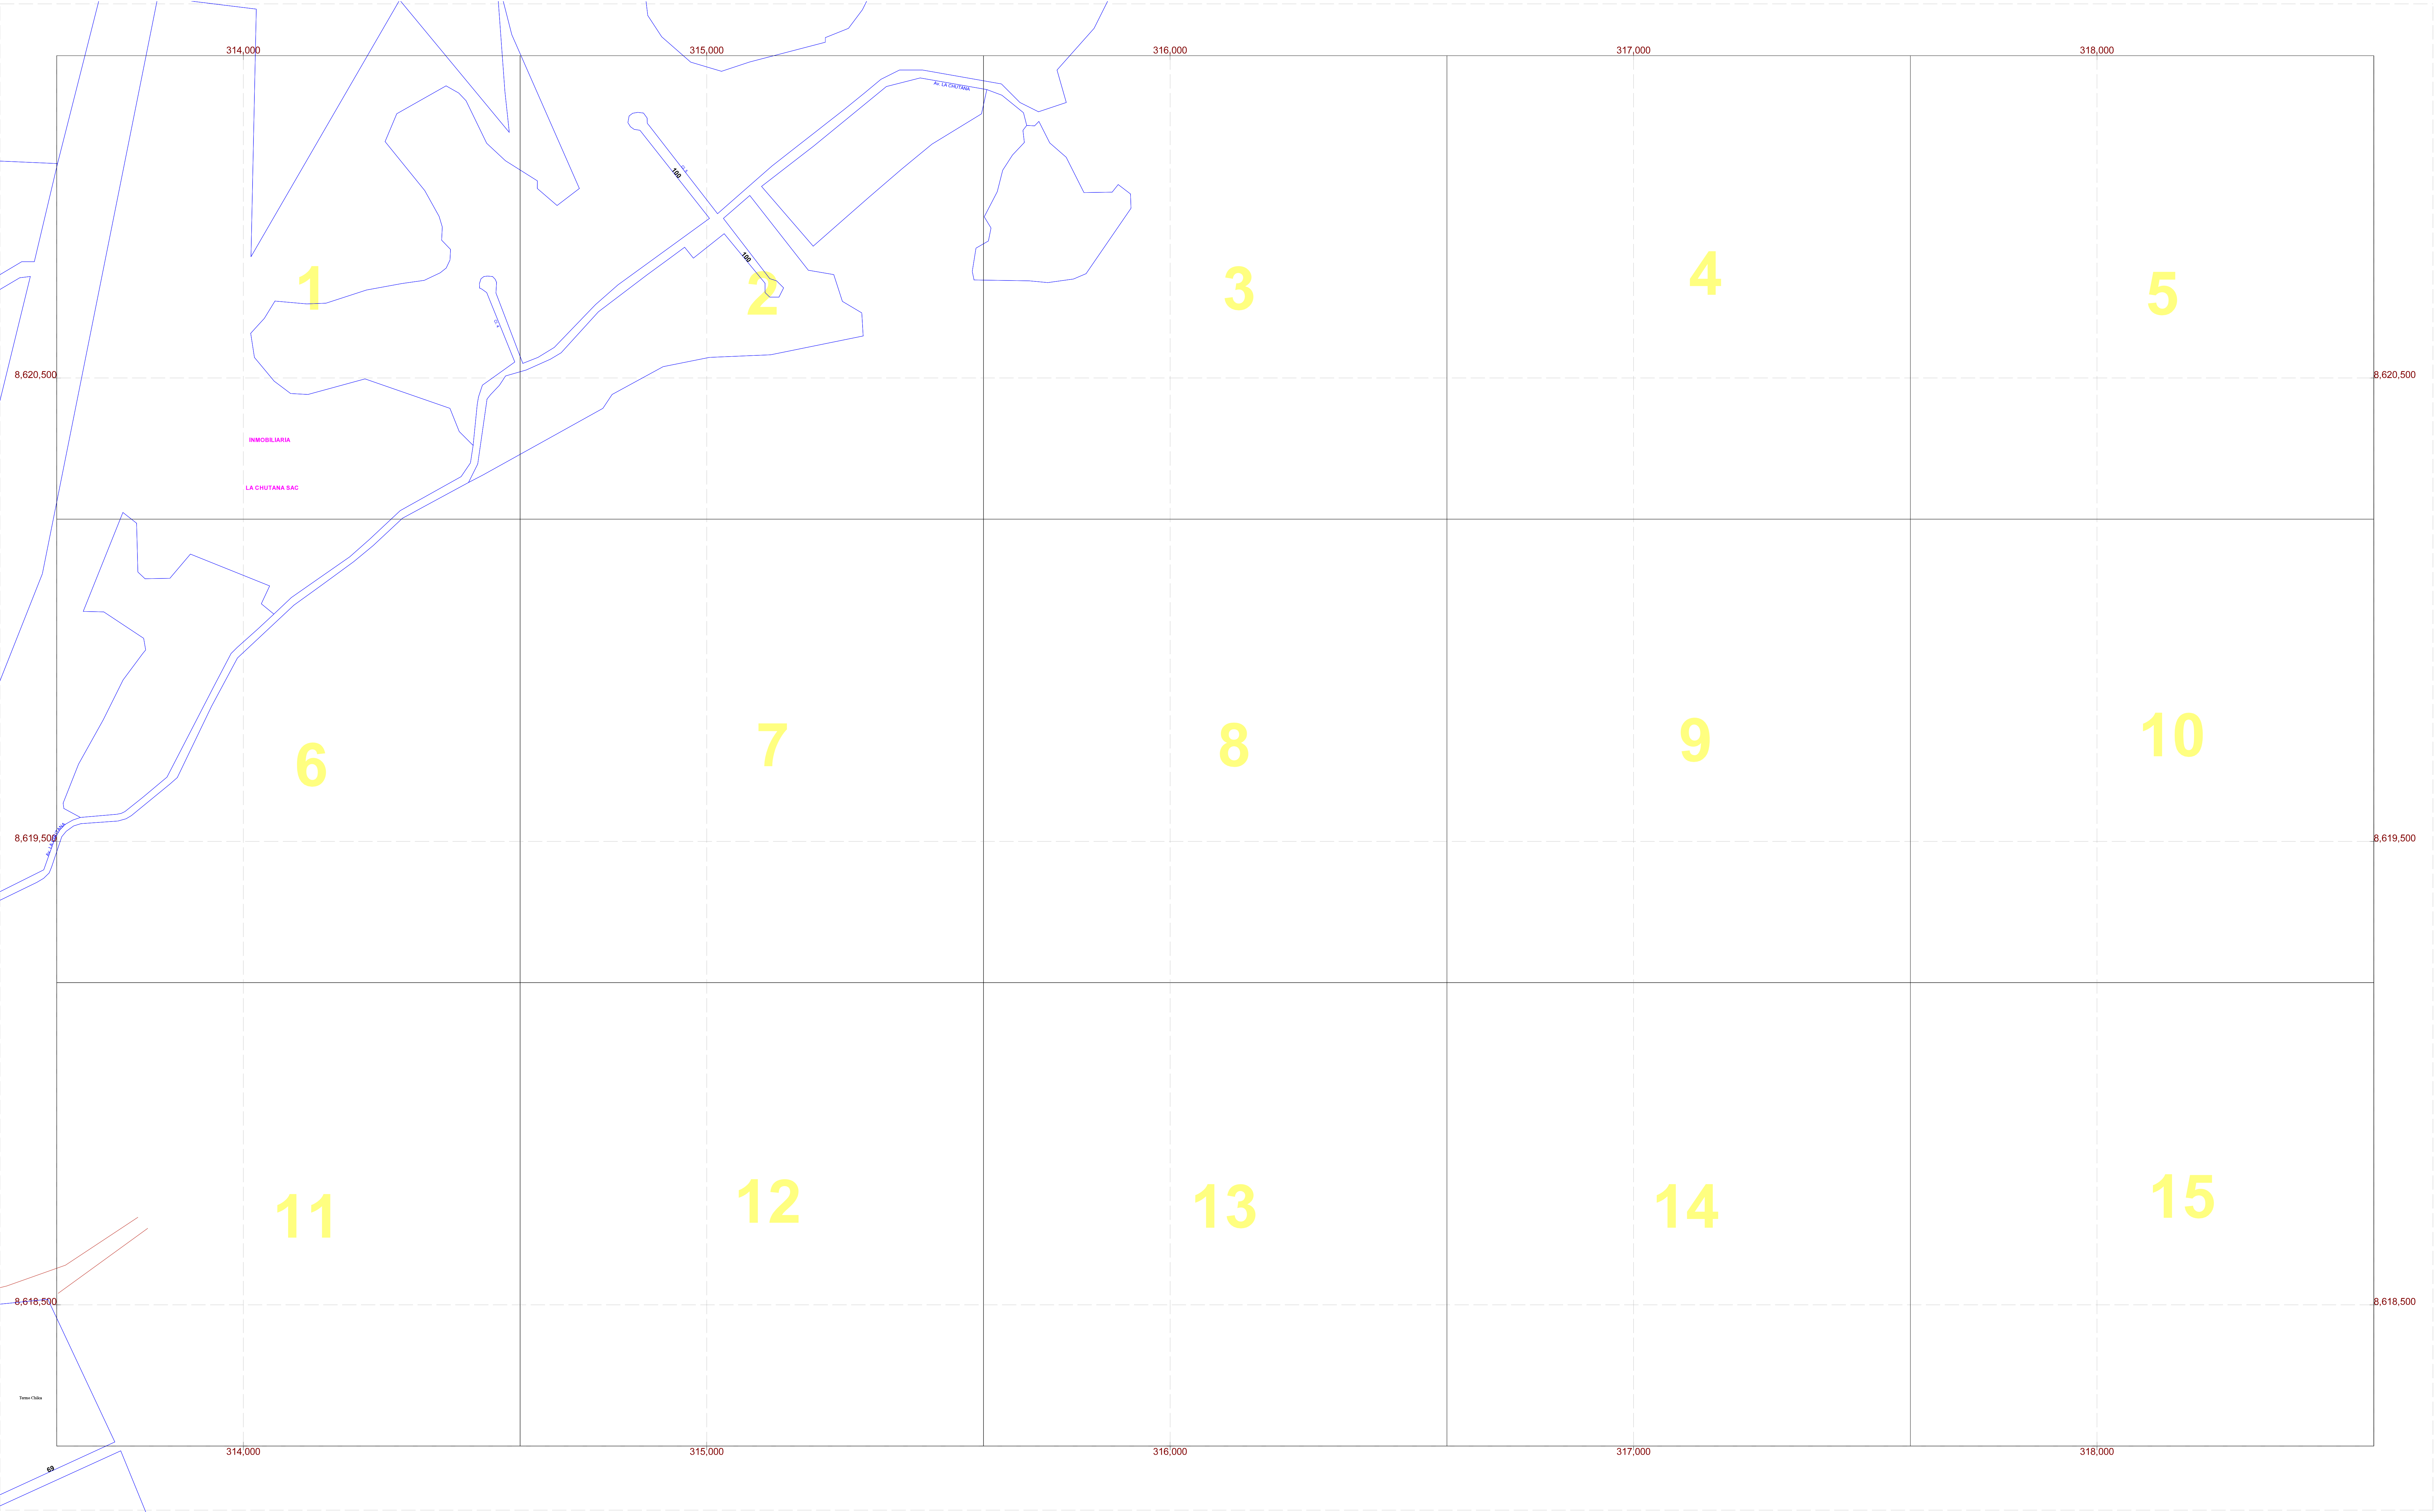 314,000 315,000 316,000 317,000 318,000
Av. LA CHUTANA
100
100
1 2 3 4 5
8,620,500 8,620,500
INMOBILIARIA
LA CHUTANA SAC
6 7 8 9 10
8,619,500 8,619,500
11 12 13 14 15
8,618,500 8,618,500
Termo Chilca
314,000 315,000 316,000 317,000 318,000
69